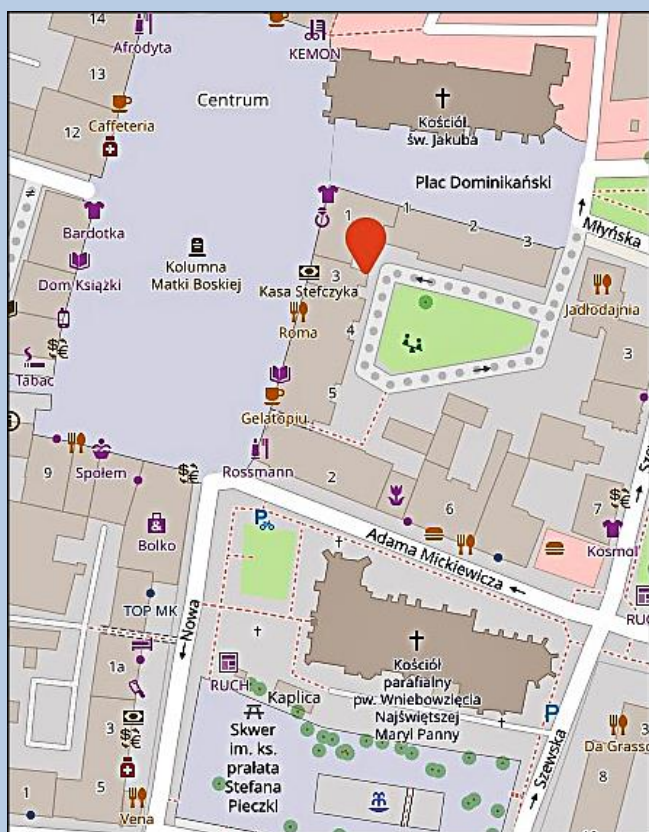 14
Afrodyta
KEMON
13
Centrum
Caffeteria
Kościół
św. Jakuba
12
Plac Dominikański
Bardotka
1
1
2
3
Młyńska
Kolumna
Matki Boskiej
Dom Książki
3
Kasa Stefczyka
Jadłodajnia
Roma
4
3
Tabac
5
Gelatopiu
Społem
Rossmann
9
2
6
7
Bolko
P
Adama Mickiewicza
Kosmol
TOP MK
Nowa
Kościół
parafialny
pw. Wniebowzięcia
Najświętszej
Maryi Panny
1a
RUCH
Kaplica
P
Skwer
im. ks.
prałata
Stefana
Pieczki
Szewska
3
3
Da Grasso
8
1
5
Vena